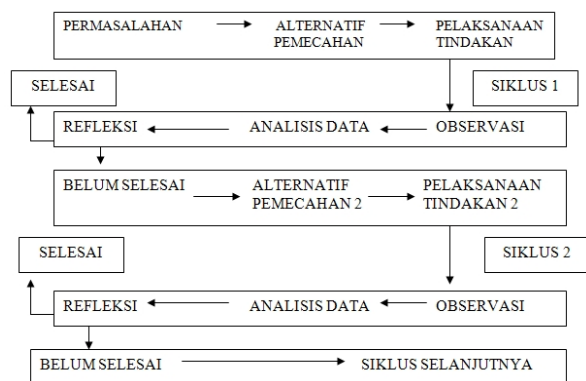 PERMASALAHAN ALTERNATIF PELAKSANAAN
PEMECAHAN TINDAKAN
SELESAI SIKLUS 1
REFLEKSI ANALISIS DATA OBSERVASI
BELUM SELESAI ALTERNATIF PELAKSANAAN
PEMECAHAN 2 TINDAKAN 2
SELESAI SIKLUS 2
REFLEKSI ANALISIS DATA OBSERVASI
BELUM SELESAI SIKLUS SELANJUTNYA